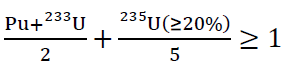 (Pu+²³³U)/2 + (²³⁵U(≥20%))/5 ≥ 1